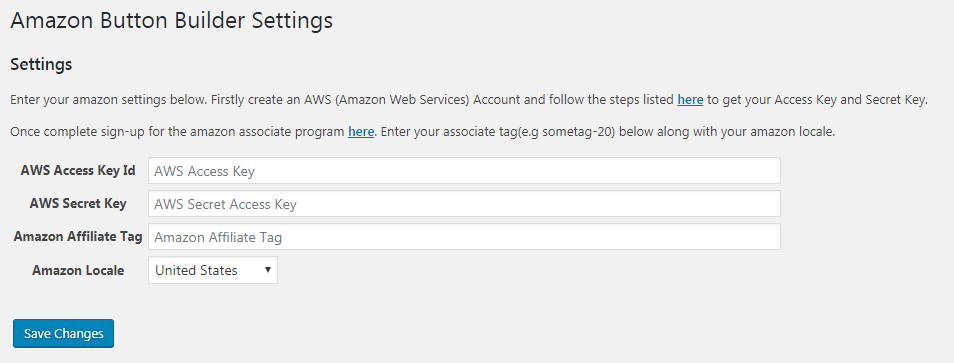 Amazon Button Builder Settings
Settings
Enter your amazon settings below. Firstly create an AWS (Amazon Web Services) Account and follow the steps listed here to get your Access Key and Secret Key.
Once complete sign-up for the amazon associate program here. Enter your associate tag(e.g sometag-20) below along with your amazon locale.
AWS Access Key Id AWS Access Key
AWS Secret Key AWS Secret Access Key
Amazon Affiliate Tag Amazon Affiliate Tag
Amazon Locale United States
Save Changes